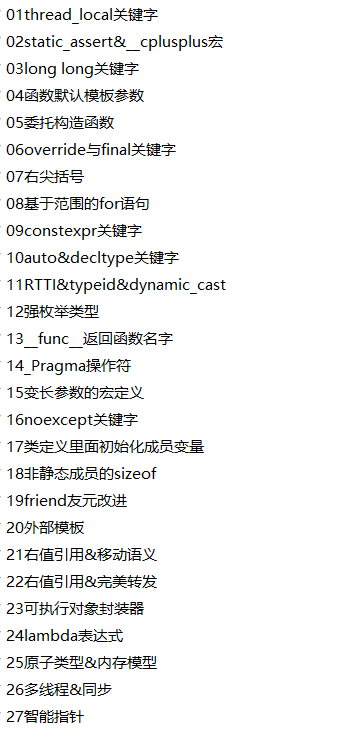 01thread_local关键字
02static_assert&__cplusplus宏
03long long关键字
04函数默认模板参数
05委托构造函数
06override与final关键字
07右尖括号
08基于范围的for语句
09constexpr关键字
10auto&decltype关键字
11RTTI&typeid&dynamic_cast
12强枚举类型
13__func__返回函数名字
14_Pragma操作符
15变长参数的宏定义
16noexcept关键字
17类定义里面初始化成员变量
18非静态成员的sizeof
19friend友元改进
20外部模板
21右值引用&移动语义
22右值引用&完美转发
23可执行对象封装器
24lambda表达式
25原子类型&内存模型
26多线程&同步
27智能指针